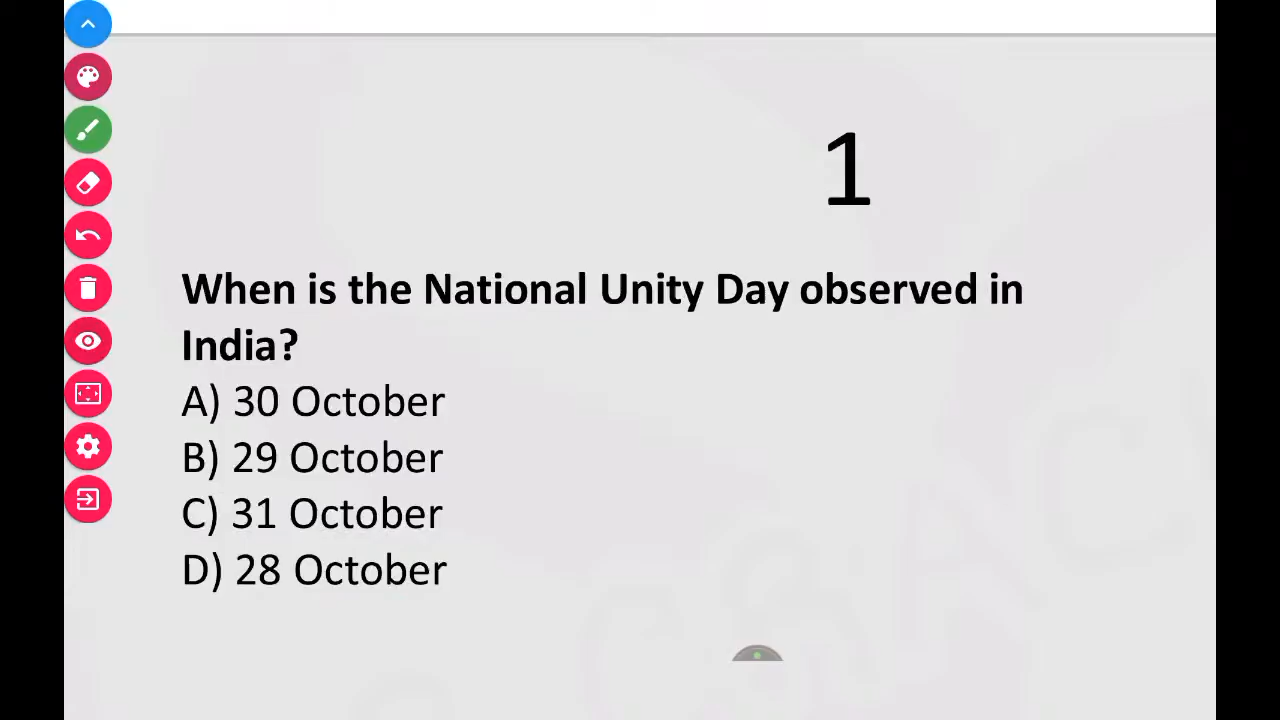 1
When is the National Unity Day observed in
India?
A) 30 October
B) 29 October
C) 31 October
D) 28 October